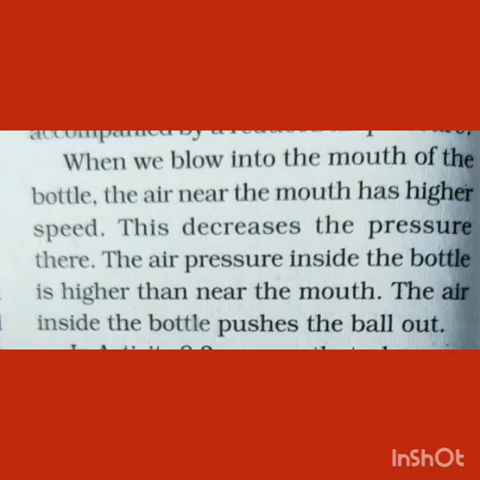 When we blow into the mouth of the
bottle, the air near the mouth has higher
speed. This decreases the pressure
there. The air pressure inside the bottle
is higher than near the mouth. The air
inside the bottle pushes the ball out.
InShOt